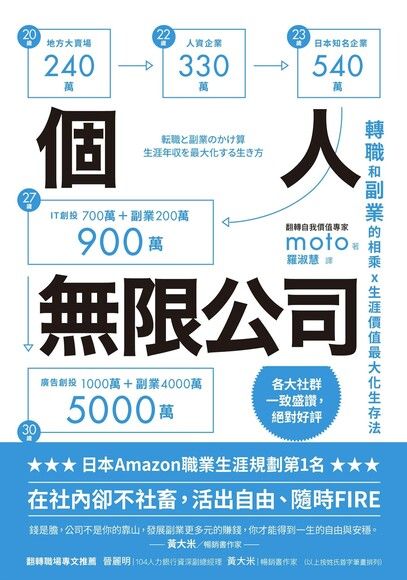 20歲
地方大賣場
240
萬
22歲
人資企業
330
萬
23歲
日本知名企業
540
萬
個人
転職と副業のかけ算
生涯年収を最大化する生き方
轉職和副業的相乘x生涯價值最大化生存法
27歲
IT創投 700萬+副業200萬
900萬
翻轉自我價值專家
moto 著
羅淑慧 譯
無限公司
廣告創投 1000萬+副業4000萬
5000萬
30歲
各大社群
一致盛讚,
絕對好評
★★★ 日本Amazon職業生涯規劃第1名 ★★★
在社內卻不社畜,活出自由、隨時FIRE
錢是膽,公司不是你的靠山,發展副業更多元的賺錢,你才能得到一生的自由與安穩。
—— 黃大米/暢銷書作家 ——
翻轉職場專文推薦 晉麗明|104人力銀行資深副總經理 黃大米|暢銷書作家 (以上按姓氏首字筆畫排列)